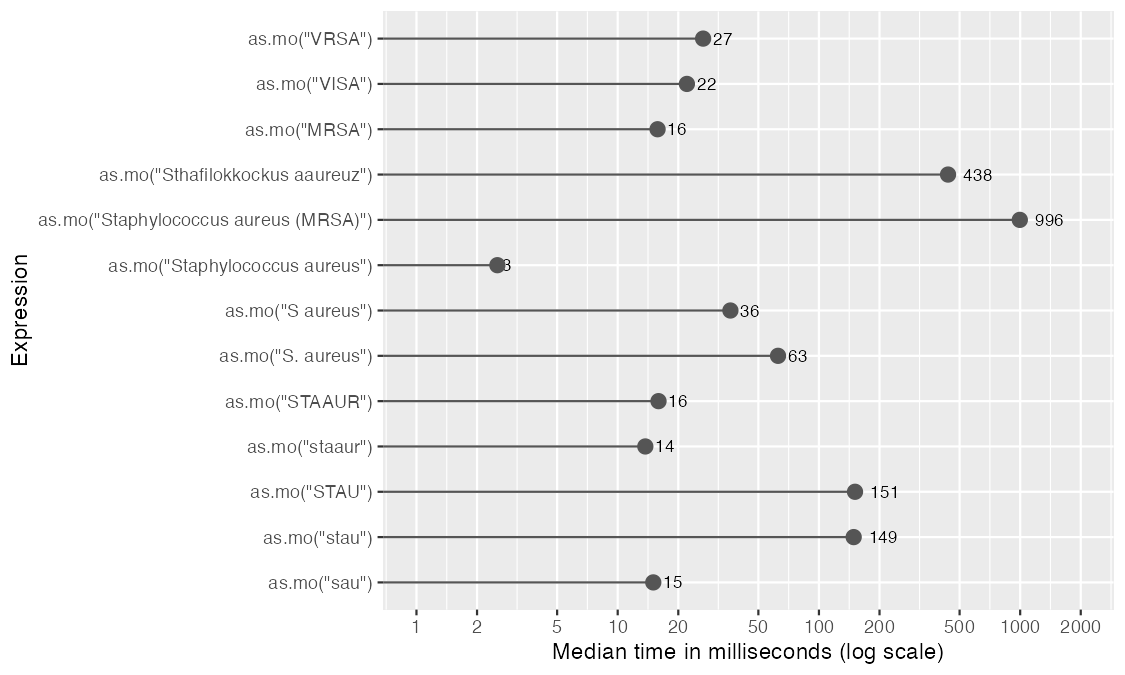 as.mo("VRSA") 27
as.mo("VISA") 22
as.mo("MRSA") 16
as.mo("Sthafilokkockus aaureuz") 438
as.mo("Staphylococcus aureus (MRSA)") 996
as.mo("Staphylococcus aureus") 3
as.mo("S aureus") 36
as.mo("S. aureus") 63
as.mo("STAAUR") 16
as.mo("staaur") 14
as.mo("STAU") 151
as.mo("stau") 149
as.mo("sau") 15
Expression
1 2 5 10 20 50 100 200 500 1000 2000
Median time in milliseconds (log scale)